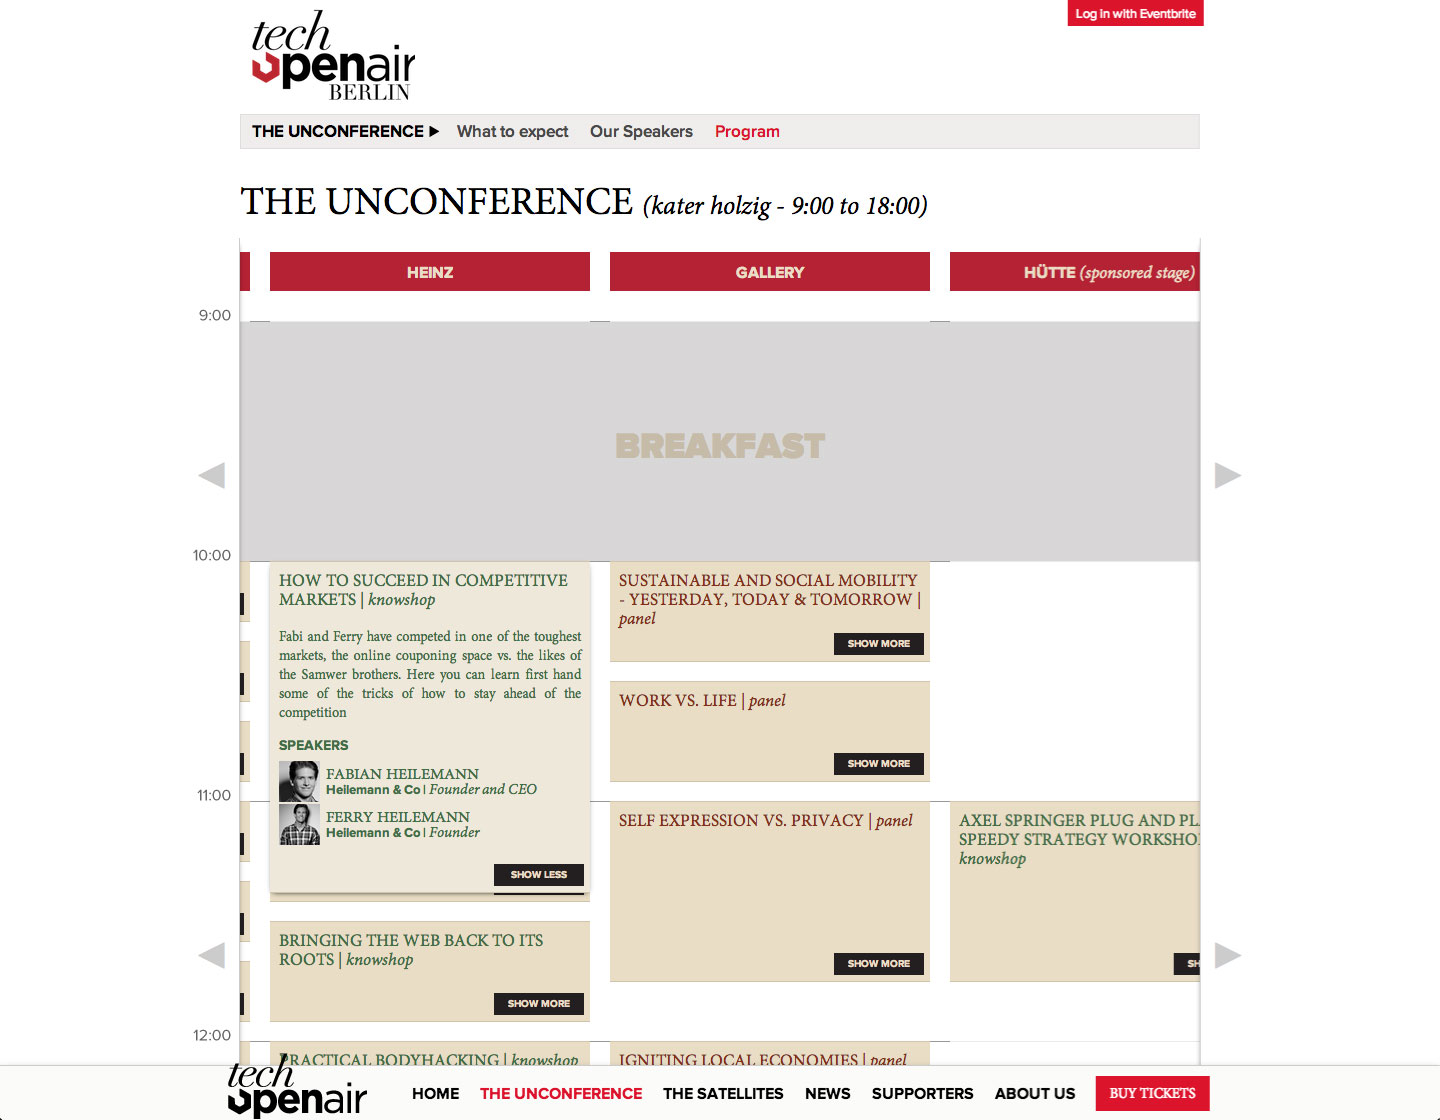 Log in with Eventbrite
tech
openair
BERLIN
THE UNCONFERENCE ▶ What to expect Our Speakers Program
THE UNCONFERENCE (kater holzig - 9:00 to 18:00)
HEINZ
GALLERY
HÜTTE (sponsored stage)
9:00
BREAKFAST
10:00
HOW TO SUCCEED IN COMPETITIVE
MARKETS | knowshop
Fabi and Ferry have competed in one of the toughest
markets, the online couponing space vs. the likes of
the Samwer brothers. Here you can learn first hand
some of the tricks of how to stay ahead of the
competition
SPEAKERS
FABIAN HEILEMANN
Heilemann & Co | Founder and CEO
FERRY HEILEMANN
Heilemann & Co | Founder
SHOW LESS
SUSTAINABLE AND SOCIAL MOBILITY
- YESTERDAY, TODAY & TOMORROW |
panel
SHOW MORE
WORK VS. LIFE | panel
SHOW MORE
11:00
SELF EXPRESSION VS. PRIVACY | panel
SHOW MORE
AXEL SPRINGER PLUG AND PL
SPEEDY STRATEGY WORKSHO
knowshop
SH
BRINGING THE WEB BACK TO ITS
ROOTS | knowshop
SHOW MORE
12:00
PRACTICAL BODYHACKING | knowshop
IGNITING LOCAL ECONOMIES | panel
tech
openair
HOME THE UNCONFERENCE THE SATELLITES NEWS SUPPORTERS ABOUT US BUY TICKETS